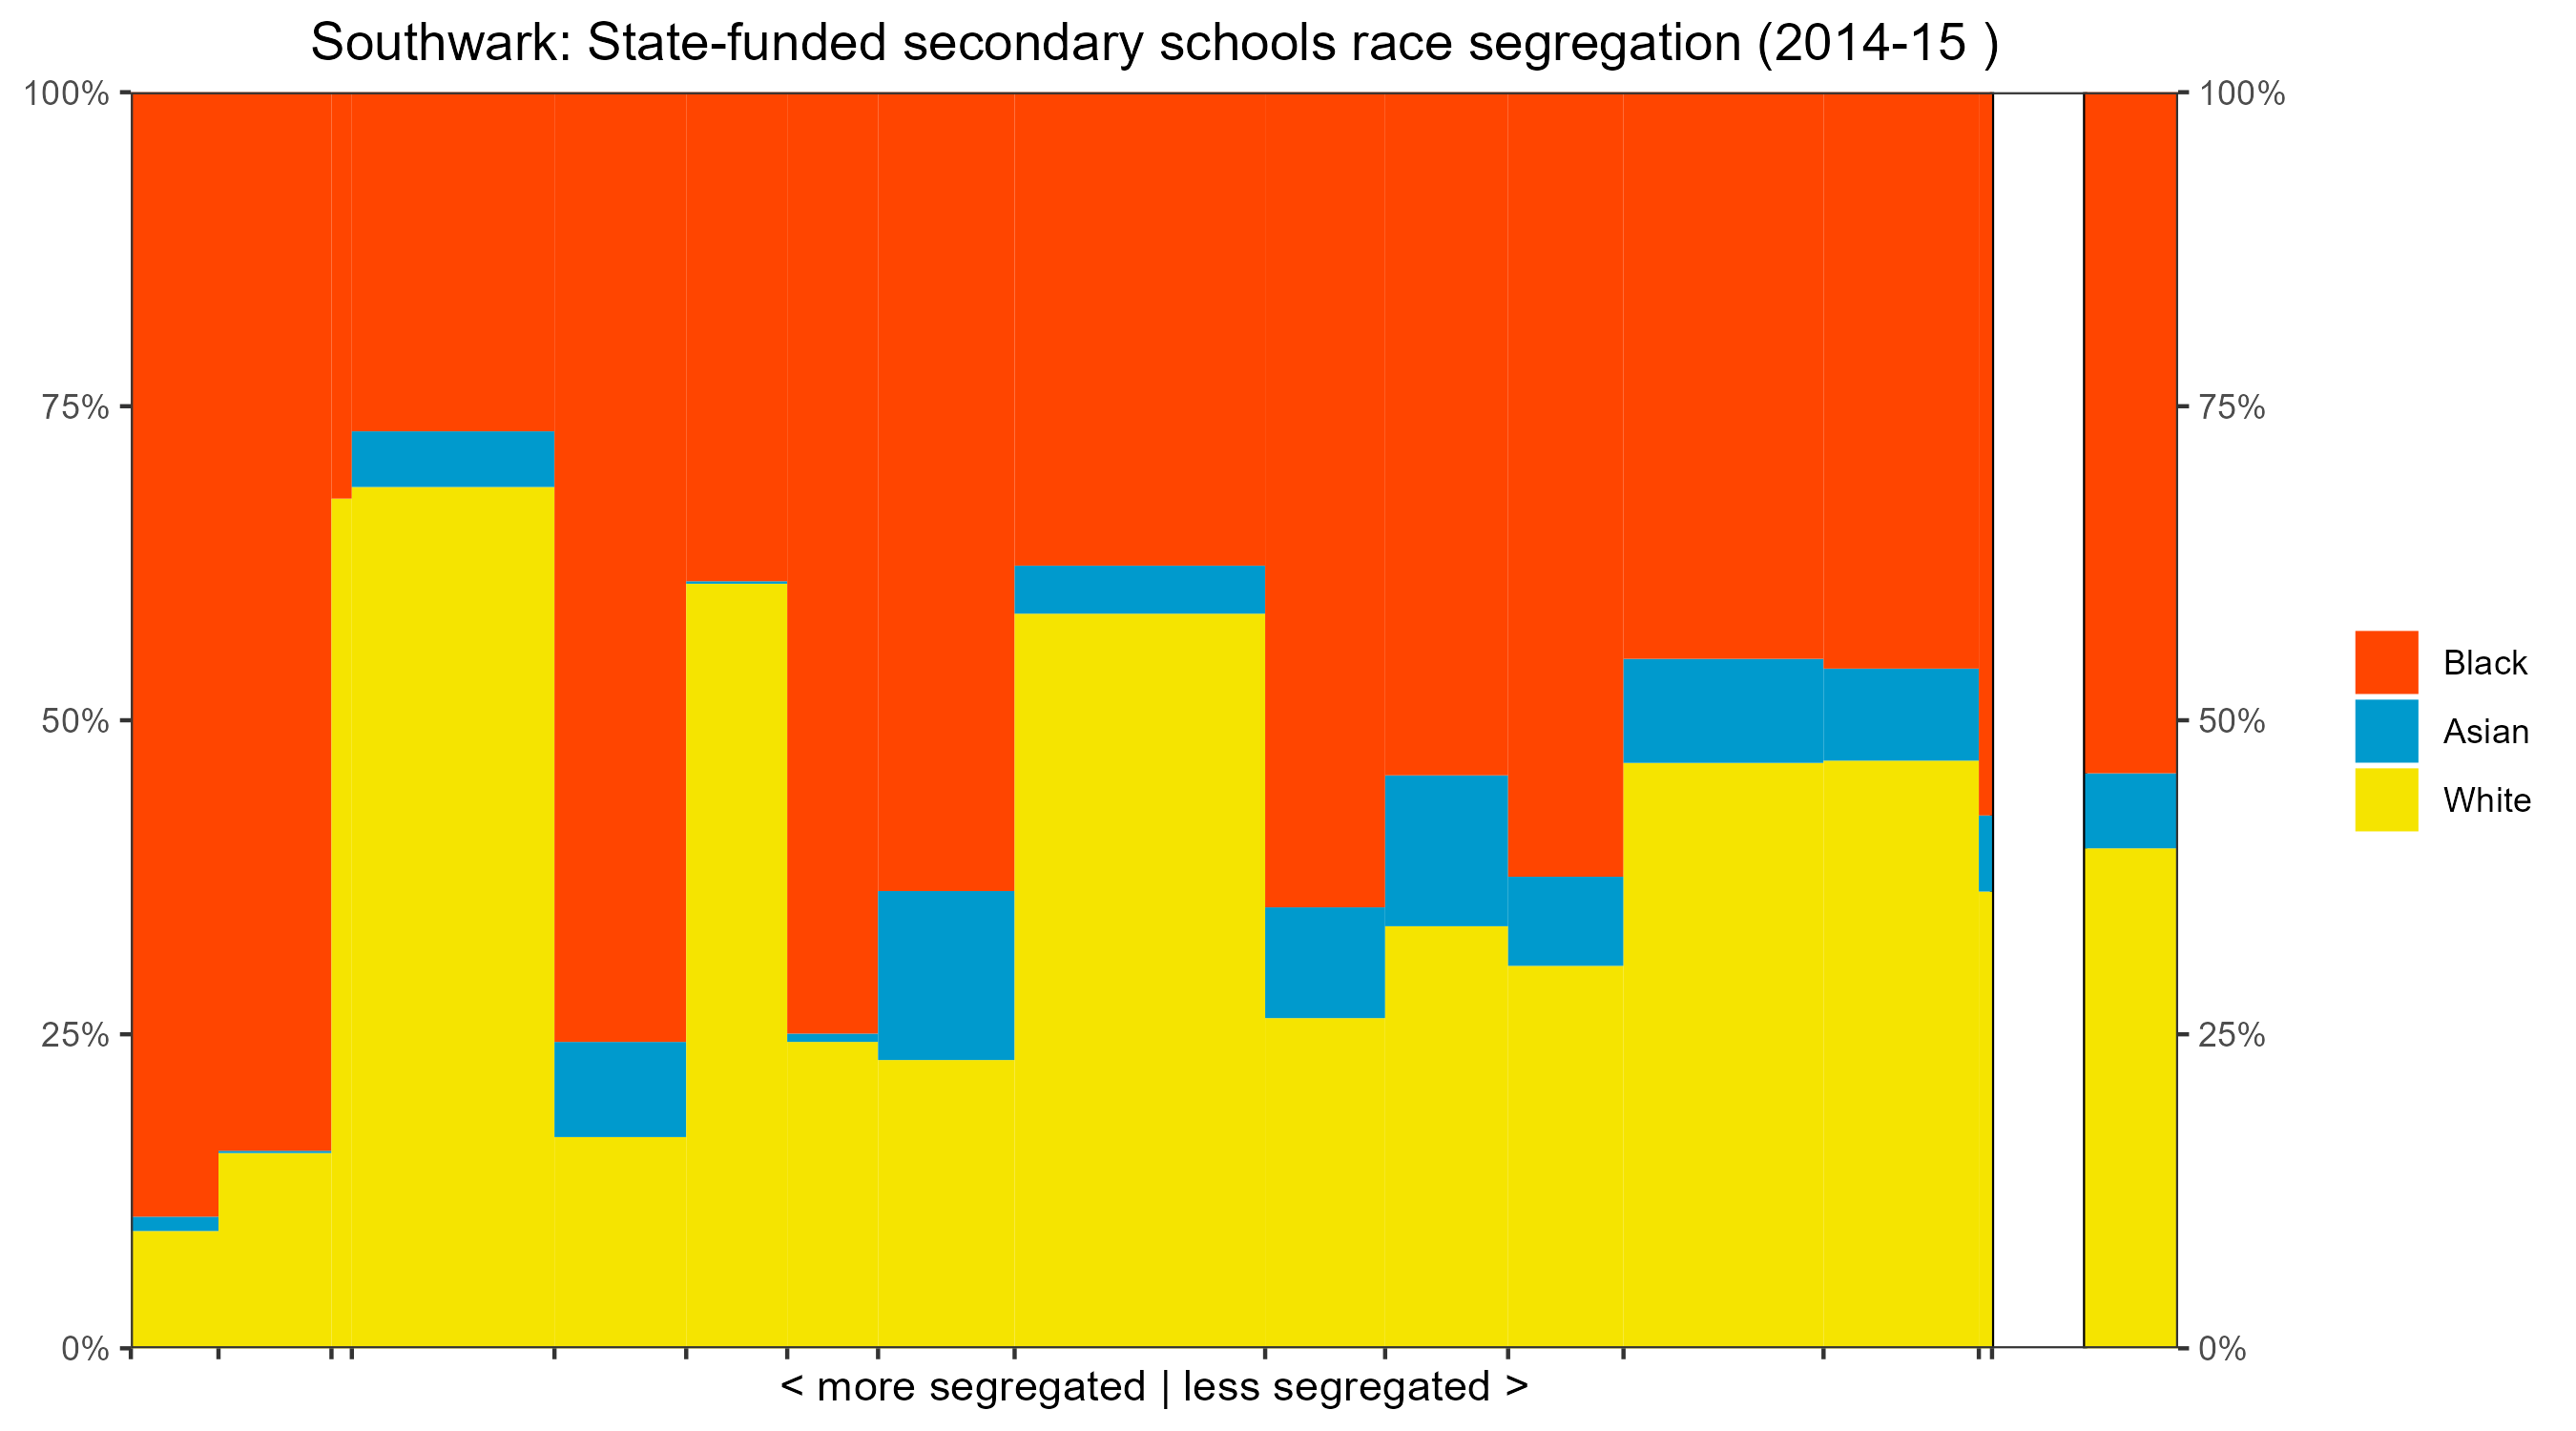 Southwark: State-funded secondary schools race segregation (2014-15 )
100%
75%
50%
25%
0%
100%
75%
50%
25%
0%
Black
Asian
White
< more segregated | less segregated >